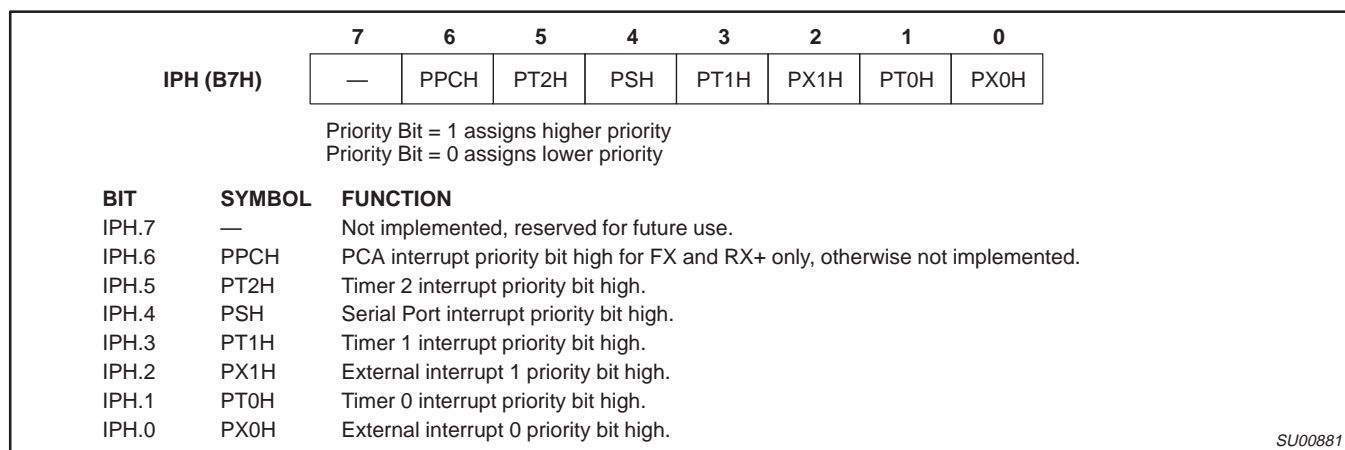 7 6 5 4 3 2 1 0
IPH (B7H) — PPCH PT2H PSH PT1H PX1H PT0H PX0H
Priority Bit = 1 assigns higher priority
Priority Bit = 0 assigns lower priority
BIT SYMBOL FUNCTION
IPH.7 — Not implemented, reserved for future use.
IPH.6 PPCH PCA interrupt priority bit high for FX and RX+ only, otherwise not implemented.
IPH.5 PT2H Timer 2 interrupt priority bit high.
IPH.4 PSH Serial Port interrupt priority bit high.
IPH.3 PT1H Timer 1 interrupt priority bit high.
IPH.2 PX1H External interrupt 1 priority bit high.
IPH.1 PT0H Timer 0 interrupt priority bit high.
IPH.0 PX0H External interrupt 0 priority bit high.
SU00881